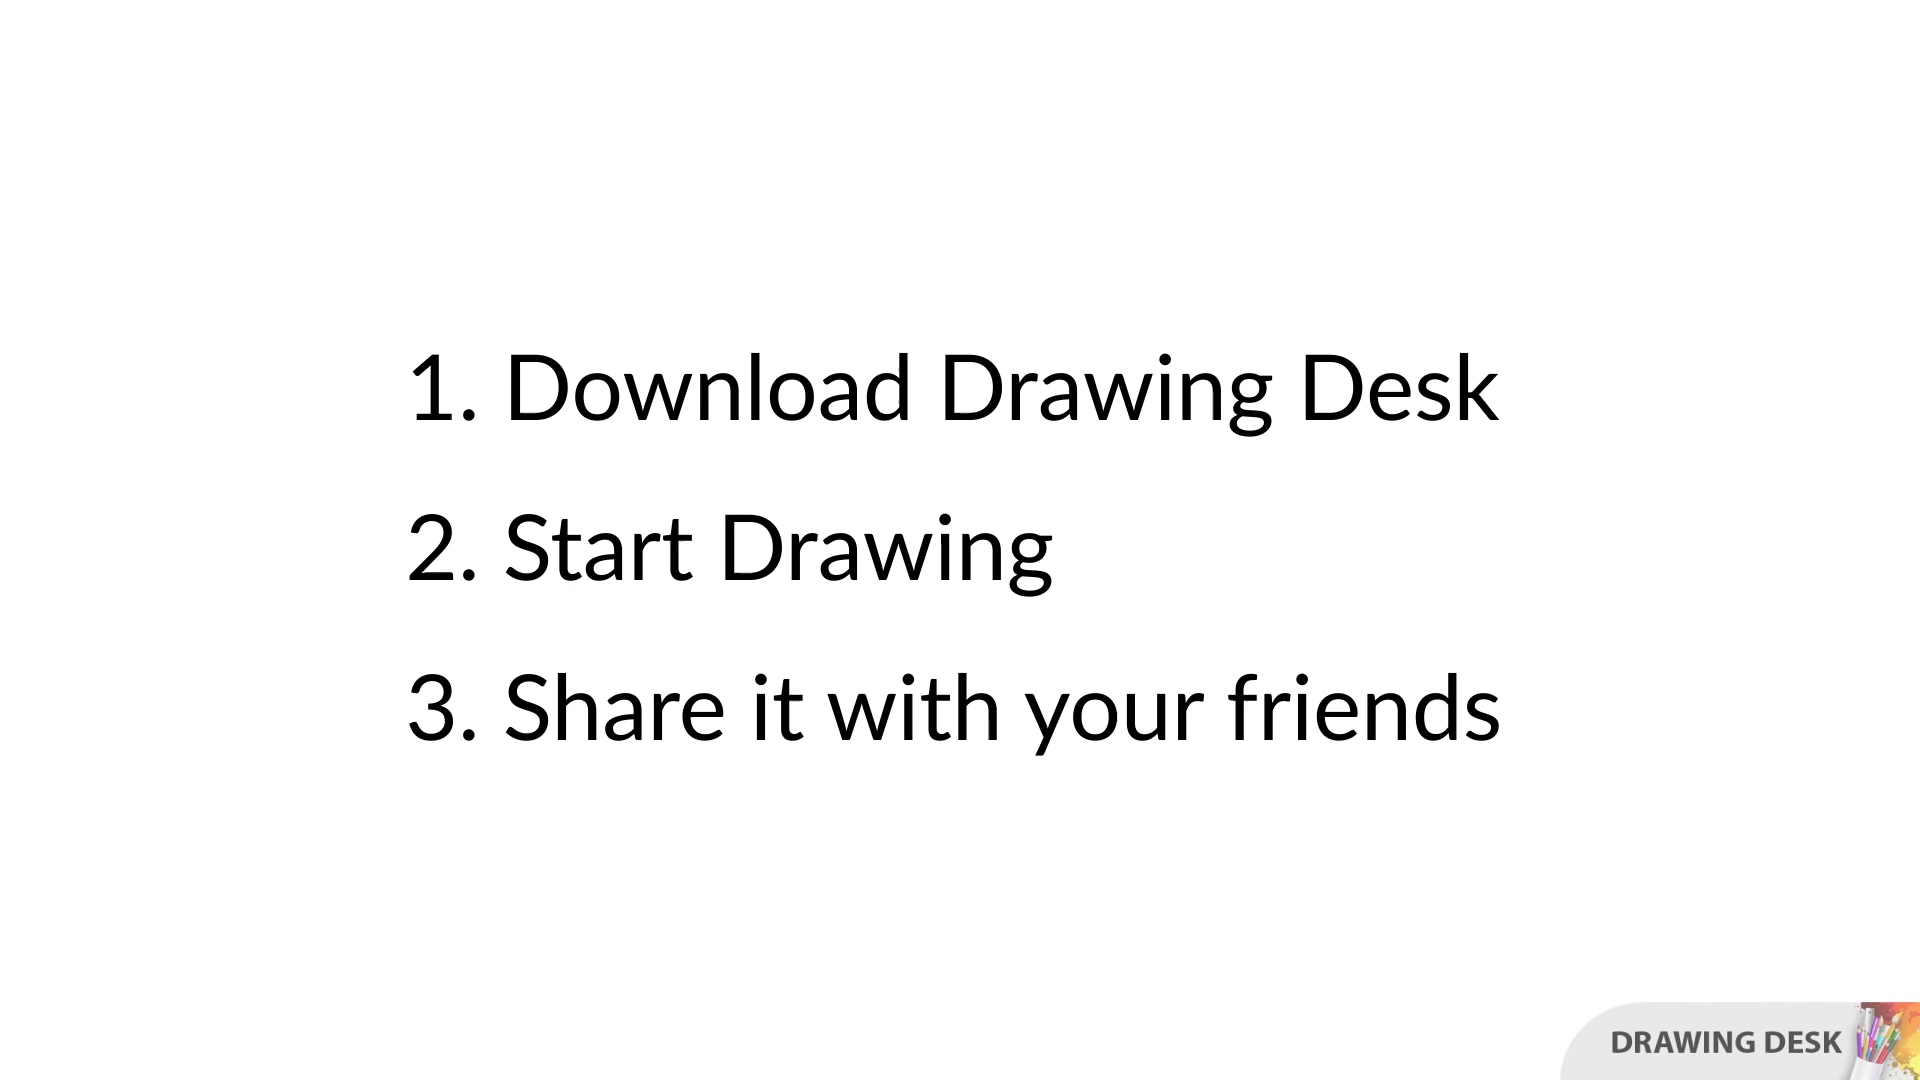 1. Download Drawing Desk
2. Start Drawing
3. Share it with your friends
DRAWING DESK